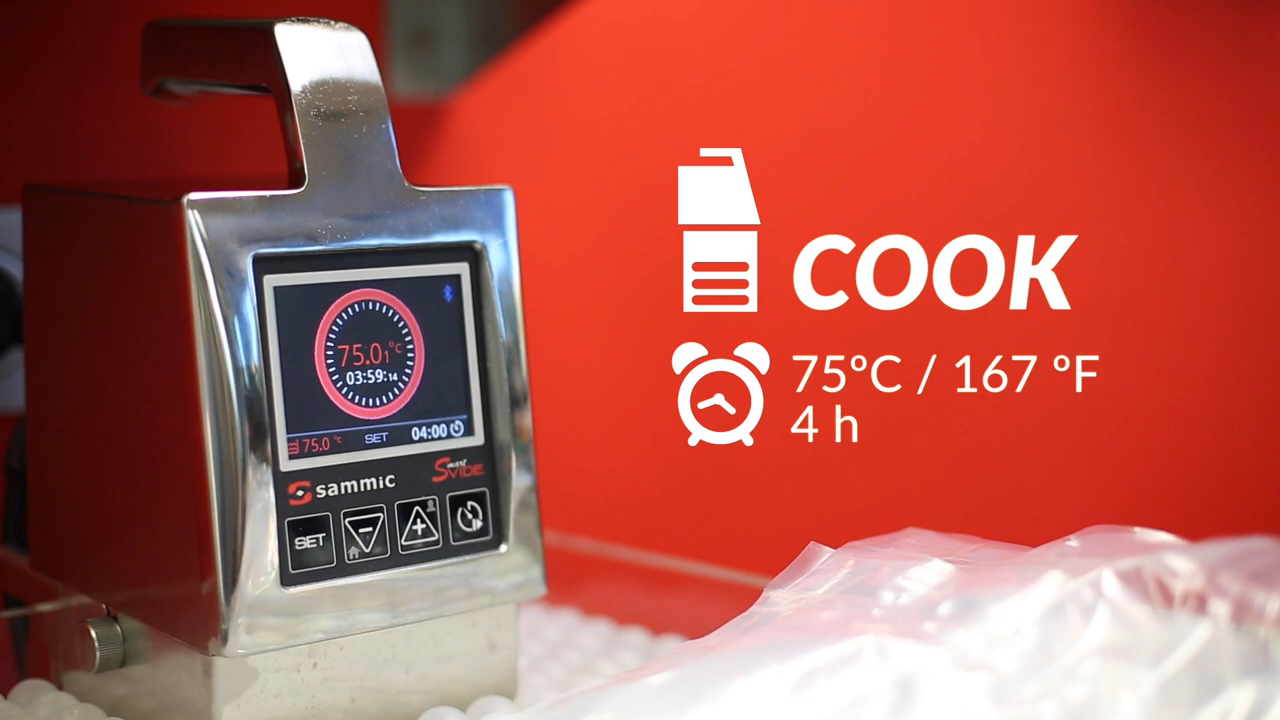 75.01°C
03:59:14
75.0 °C SET 04:00
sammic SmartVIDE
SET
COOK
75ºC / 167 ºF
4 h